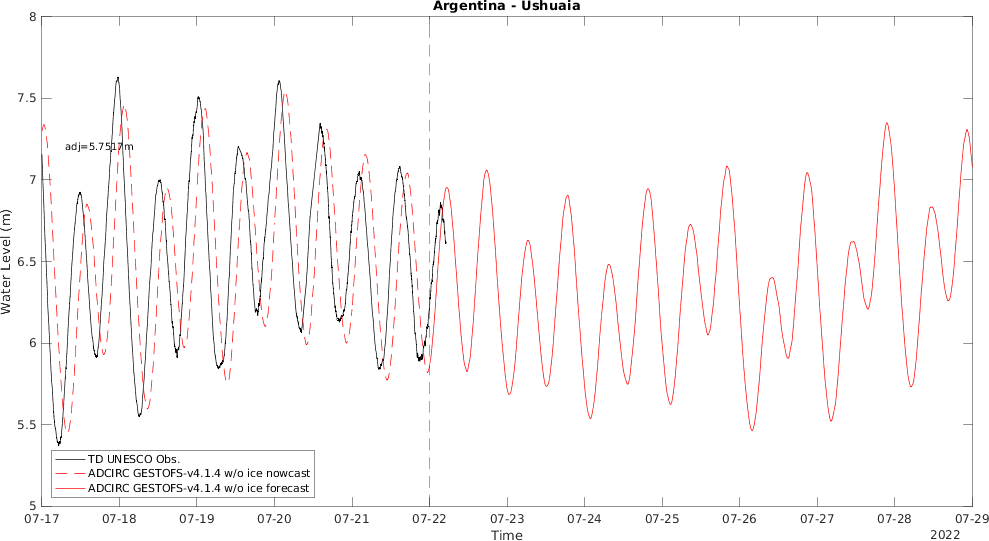 Argentina - Ushuaia
8
7.5
adj=5.7517m
7
6.5
6
5.5
5
Water Level (m)
TD UNESCO Obs.
ADCIRC GESTOFS-v4.1.4 w/o ice nowcast
ADCIRC GESTOFS-v4.1.4 w/o ice forecast
07-17 07-18 07-19 07-20 07-21 07-22 07-23 07-24 07-25 07-26 07-27 07-28 07-29
Time
2022